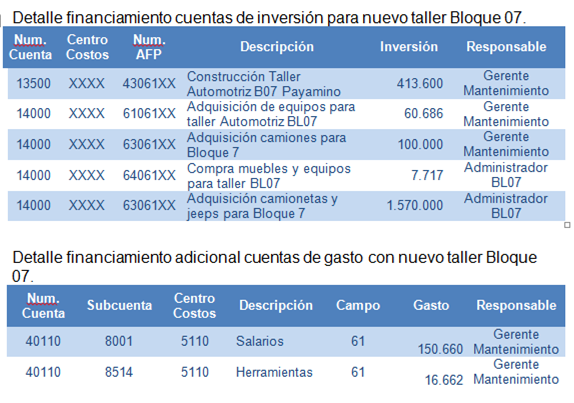 Detalle financiamiento cuentas de inversión para nuevo taller Bloque 07.
Num. Cuenta Centro Costos Num. AFP Descripción Inversión Responsable
13500 XXXX 43061XX Construcción Taller Automotriz B07 Payamino 413.600 Gerente Mantenimiento
14000 XXXX 61061XX Adquisición de equipos para taller Automotriz BL07 60.686 Gerente Mantenimiento
14000 XXXX 63061XX Adquisición camiones para Bloque 7 100.000 Gerente Mantenimiento
14000 XXXX 64061XX Compra muebles y equipos para taller BL07 7.717 Administrador BL07
14000 XXXX 63061XX Adquisición camionetas y jeeps para Bloque 7 1.570.000 Administrador BL07
Detalle financiamiento adicional cuentas de gasto con nuevo taller Bloque
07.
Num. Cuenta Subcuenta Centro Costos Descripción Campo Gasto Responsable
40110 8001 5110 Salarios 61 150.660 Gerente Mantenimiento
40110 8514 5110 Herramientas 61 16.662 Gerente Mantenimiento